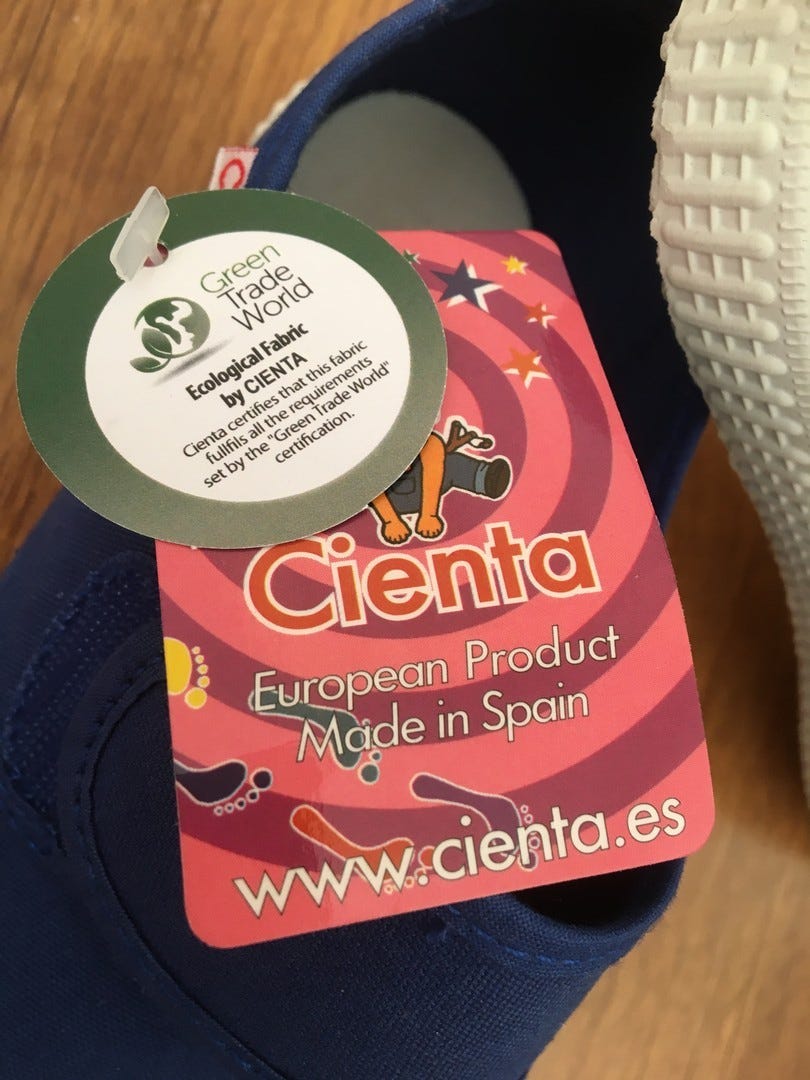 Green
Trade
World
Ecological Fabric
by CIENTA
Cienta certifies that this fabric
fullfils all the requirements
set by the "Green Trade World"
certification.
Cienta
European Product
Made in Spain
www.cienta.es